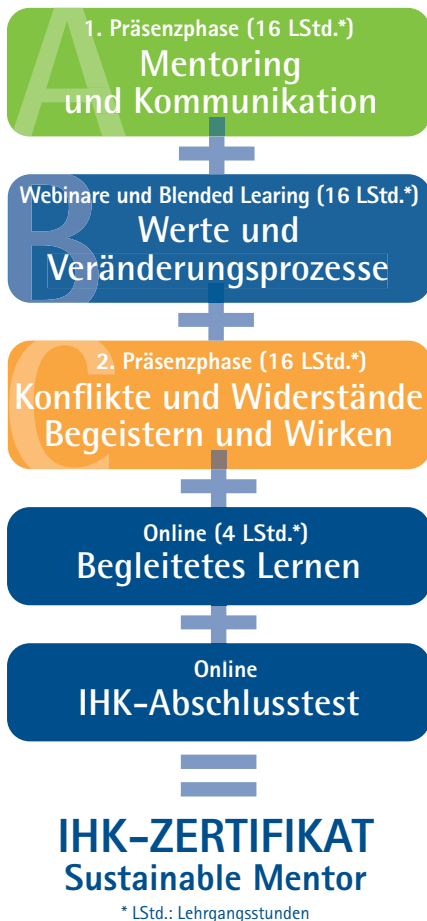 A
1. Präsenzphase (16 LStd.*)
Mentoring
und Kommunikation
+
B
Webinare und Blended Learing (16 LStd.*)
Werte und
Veränderungsprozesse
+
C
2. Präsenzphase (16 LStd.*)
Konflikte und Widerstände
Begeistern und Wirken
+
Online (4 LStd.*)
Begleitetes Lernen
+
Online
IHK-Abschlusstest
=
IHK-ZERTIFIKAT
Sustainable Mentor
* LStd.: Lehrgangsstunden